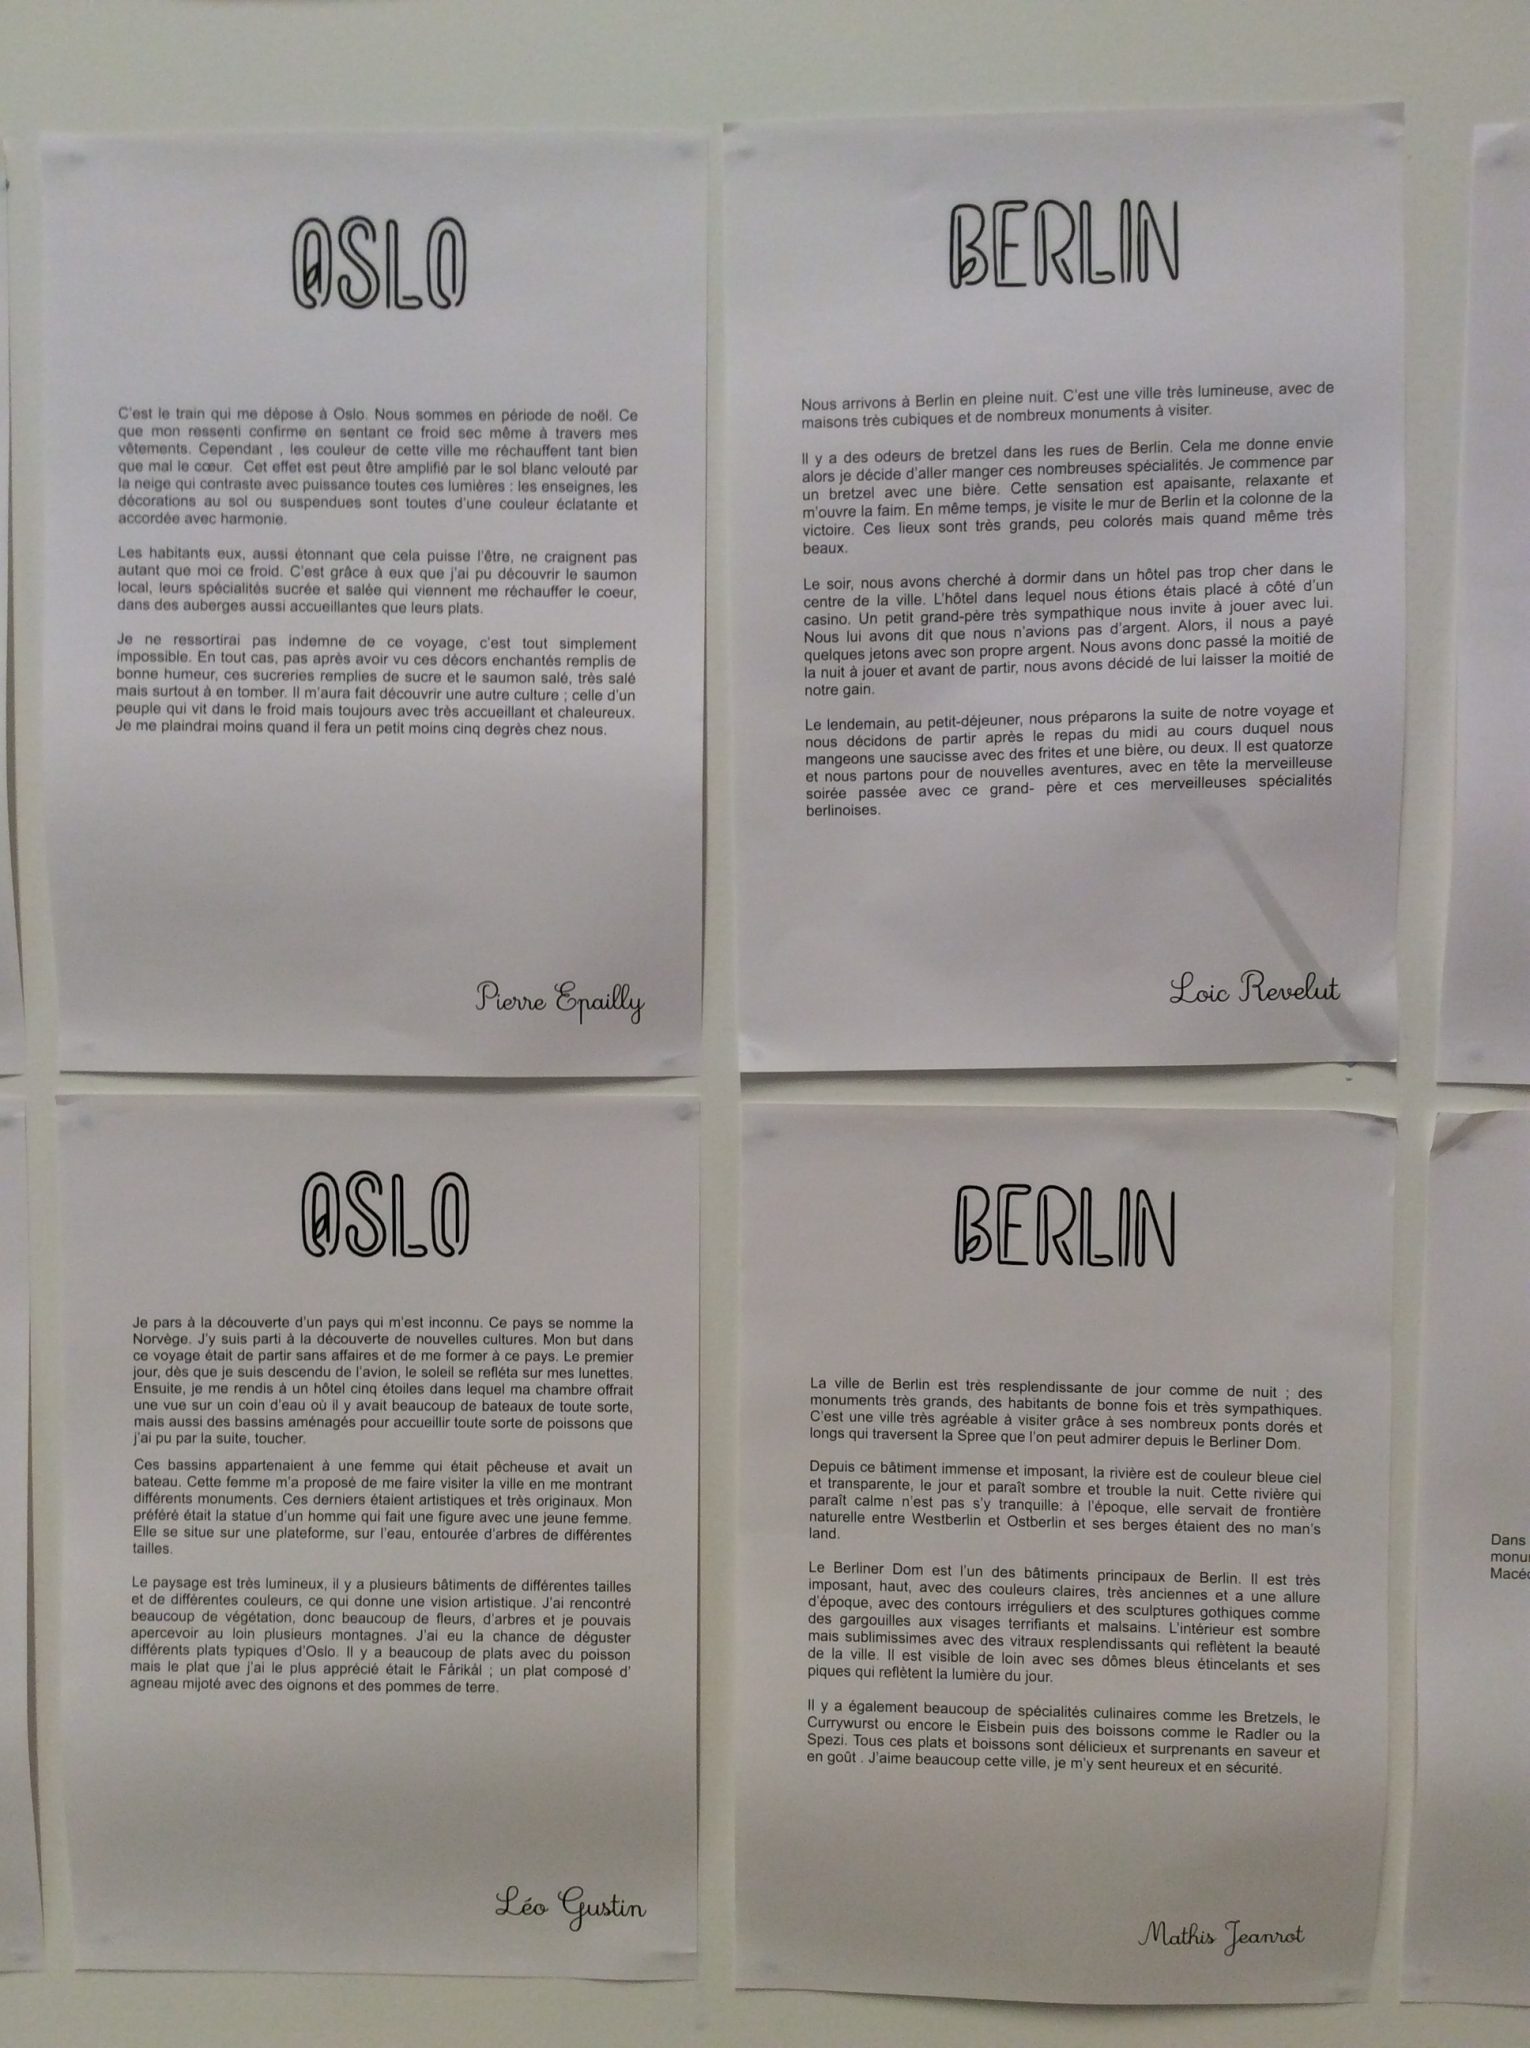 OSLO
C'est le train qui me dépose à Oslo. Nous sommes en période de noël. Ce
que mon ressenti confirme en sentant ce froid sec même à travers mes
vêtements. Cependant , les couleur de cette ville me réchauffent tant bien
que mal le cœur. Cet effet est peut être amplifié par le sol blanc velouté par
la neige qui contraste avec puissance toutes ces lumières : les enseignes, les
décorations au sol ou suspendues sont toutes d'une couleur éclatante et
accordée avec harmonie.
Les habitants eux, aussi étonnant que cela puisse l'être, ne craignent pas
autant que moi ce froid. C'est grâce à eux que j'ai pu découvrir le saumon
local, leurs spécialités sucrée et salée qui viennent me réchauffer le coeur,
dans des auberges aussi accueillantes que leurs plats.
Je ne ressortirai pas indemne de ce voyage, c'est tout simplement
impossible. En tout cas, pas après avoir vu ces décors enchantés remplis de
bonne humeur, ces sucreries remplies de sucre et le saumon salé, très salé
mais surtout à en tomber. Il m'aura fait découvrir une autre culture ; celle d'un
peuple qui vit dans le froid mais toujours avec très accueillant et chaleureux.
Je me plaindrai moins quand il fera un petit moins cinq degrès chez nous.
Pierre Epailly
BERLIN
Nous arrivons à Berlin en pleine nuit. C'est une ville très lumineuse, avec de
maisons très cubiques et de nombreux monuments à visiter.
Il y a des odeurs de bretzel dans les rues de Berlin. Cela me donne envie
alors je décide d'aller manger ces nombreuses spécialités. Je commence par
un bretzel avec une bière. Cette sensation est apaisante, relaxante et
m'ouvre la faim. En même temps, je visite le mur de Berlin et la colonne de la
victoire. Ces lieux sont très grands, peu colorés mais quand même très
beaux.
Le soir, nous avons cherché à dormir dans un hôtel pas trop cher dans le
centre de la ville. L'hôtel dans lequel nous étions étais placé à côté d'un
casino. Un petit grand-père très sympathique nous invite à jouer avec lui.
Nous lui avons dit que nous n'avions pas d'argent. Alors, il nous a payé
quelques jetons avec son propre argent. Nous avons donc passé la moitié de
la nuit à jouer et avant de partir, nous avons décidé de lui laisser la moitié de
notre gain.
Le lendemain, au petit-déjeuner, nous préparons la suite de notre voyage et
nous décidons de partir après le repas du midi au cours duquel nous
mangeons une saucisse avec des frites et une bière, ou deux. Il est quatorze
et nous partons pour de nouvelles aventures, avec en tête la merveilleuse
soirée passée avec ce grand- père et ces merveilleuses spécialités
berlinoises.
Loic Revelut
OSLO
Je pars à la découverte d'un pays qui m'est inconnu. Ce pays se nomme la
Norvège. J'y suis parti à la découverte de nouvelles cultures. Mon but dans
ce voyage était de partir sans affaires et de me former à ce pays. Le premier
jour, dès que je suis descendu de l'avion, le soleil se refléta sur mes lunettes.
Ensuite, je me rendis à un hôtel cinq étoiles dans lequel ma chambre offrait
une vue sur un coin d'eau où il y avait beaucoup de bateaux de toute sorte,
mais aussi des bassins aménagés pour accueillir toute sorte de poissons que
j'ai pu par la suite, toucher.
Ces bassins appartenaient à une femme qui était pêcheuse et avait un
bateau. Cette femme m'a proposé de me faire visiter la ville en me montrant
différents monuments. Ces derniers étaient artistiques et très originaux. Mon
préféré était la statue d'un homme qui fait une figure avec une jeune femme.
Elle se situe sur une plateforme, sur l'eau, entourée d'arbres de différentes
tailles.
Le paysage est très lumineux, il y a plusieurs bâtiments de différentes tailles
et de différentes couleurs, ce qui donne une vision artistique. J'ai rencontré
beaucoup de végétation, donc beaucoup de fleurs, d'arbres et je pouvais
apercevoir au loin plusieurs montagnes. J'ai eu la chance de déguster
différents plats typiques d'Oslo. Il y a beaucoup de plats avec du poisson
mais le plat que j'ai le plus apprécié était le Fårikål ; un plat composé d'
agneau mijoté avec des oignons et des pommes de terre.
Léo Gustin
BERLIN
La ville de Berlin est très resplendissante de jour comme de nuit ; des
monuments très grands, des habitants de bonne fois et très sympathiques.
C'est une ville très agréable à visiter grâce à ses nombreux ponts dorés et
longs qui traversent la Spree que l'on peut admirer depuis le Berliner Dom.
Depuis ce bâtiment immense et imposant, la rivière est de couleur bleue ciel
et transparente, le jour et paraît sombre et trouble la nuit. Cette rivière qui
paraît calme n'est pas s'y tranquille: à l'époque, elle servait de frontière
naturelle entre Westberlin et Ostberlin et ses berges étaient des no man's
land.
Le Berliner Dom est l'un des bâtiments principaux de Berlin. Il est très
imposant, haut, avec des couleurs claires, très anciennes et a une allure
d'époque, avec des contours irréguliers et des sculptures gothiques comme
des gargouilles aux visages terrifiants et malsains. L'intérieur est sombre
mais sublimissimes avec des vitraux resplendissants qui reflètent la beauté
de la ville. Il est visible de loin avec ses dômes bleus étincelants et ses
piques qui reflètent la lumière du jour.
Il y a également beaucoup de spécialités culinaires comme les Bretzels, le
Currywurst ou encore le Eisbein puis des boissons comme le Radler ou la
Spezi. Tous ces plats et boissons sont délicieux et surprenants en saveur et
en goût . J'aime beaucoup cette ville, je m'y sent heureux et en sécurité.
Mathis Jeanrot
Dans